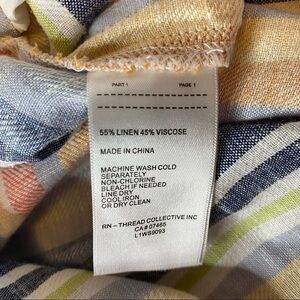 PART 1 PAGE 1
55% LINEN 45% VISCOSE
MADE IN CHINA
MACHINE WASH COLD
SEPARATELY
NON-CHLORINE
BLEACH IF NEEDED
LINE DRY
COOL IRON
OR DRY CLEAN
RN – THREAD COLLECTIVE INC
CA# 07465
L1WS9093